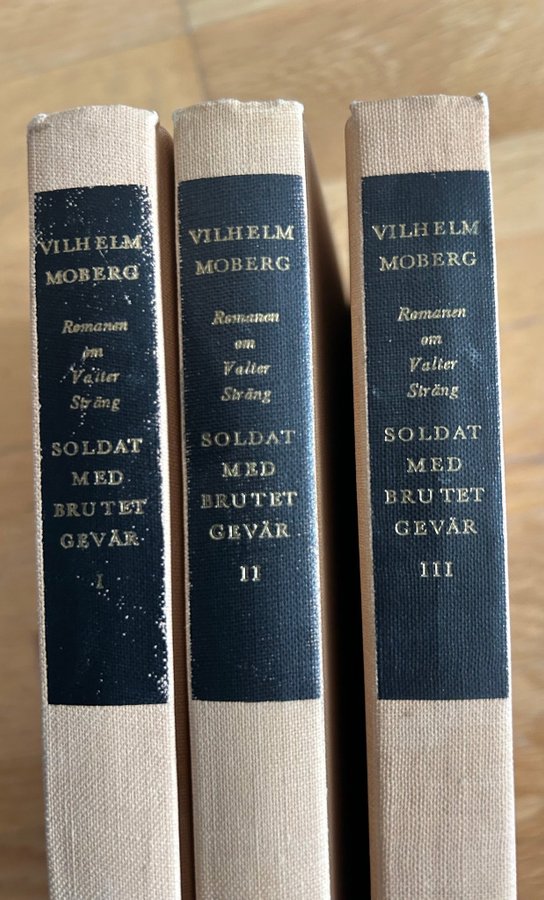 VILHELM
MOBERG
Romanen
om
Valter
Sträng
SOLDAT
MED
BRUTET
GEVÄR
I
VILHELM
MOBERG
Romanen
om
Valter
Sträng
SOLDAT
MED
BRUTET
GEVÄR
II
VILHELM
MOBERG
Romanen
om
Valter
Sträng
SOLDAT
MED
BRUTET
GEVÄR
III